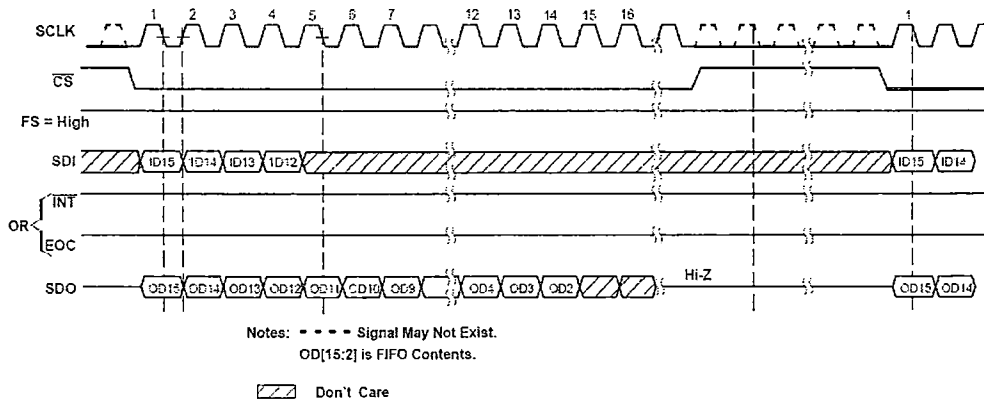 1 2 3 4 5 6 7 12 13 14 15 16 1
SCLK
CS
FS = High
SDI ID15 ID14 ID13 ID12 ID15 ID14
INT
OR
EOC
SDO OD15 OD14 OD13 OD12 OD11 OD10 OD9 OD4 OD3 OD2 Hi-Z OD15 OD14
Notes: Signal May Not Exist.
OD[15:2] is FIFO Contents.
Don't Care